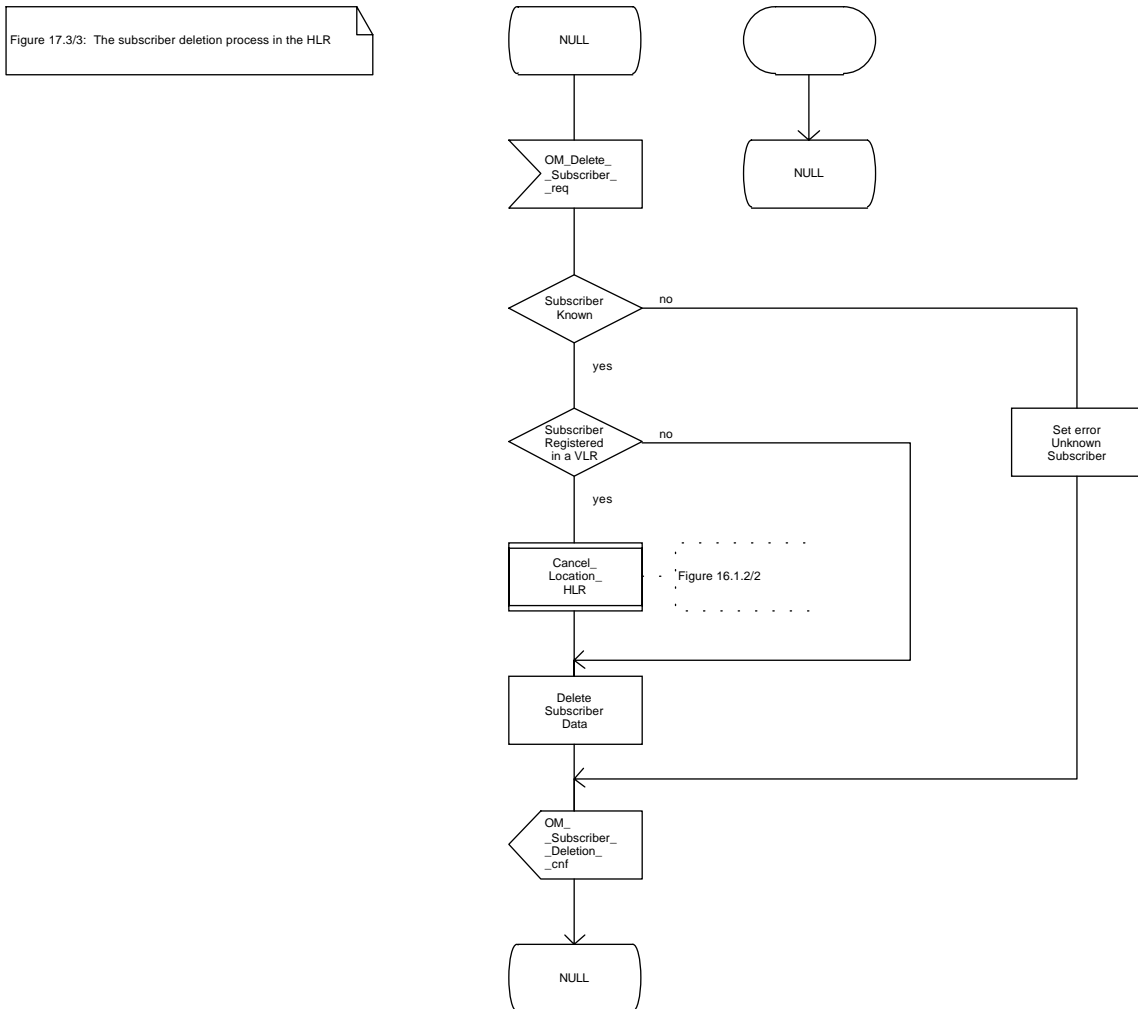 Figure 17.3/3:  The subscriber deletion process in the HLR
NULL
OM_Delete_
_Subscriber_
_req
NULL
Subscriber
Known
no
yes
Subscriber
Registered
in a VLR
no
Set error
Unknown
Subscriber
yes
Cancel_
Location_
HLR
Figure 16.1.2/2
Delete
Subscriber
Data
OM_
_Subscriber_
_Deletion_
_cnf
NULL